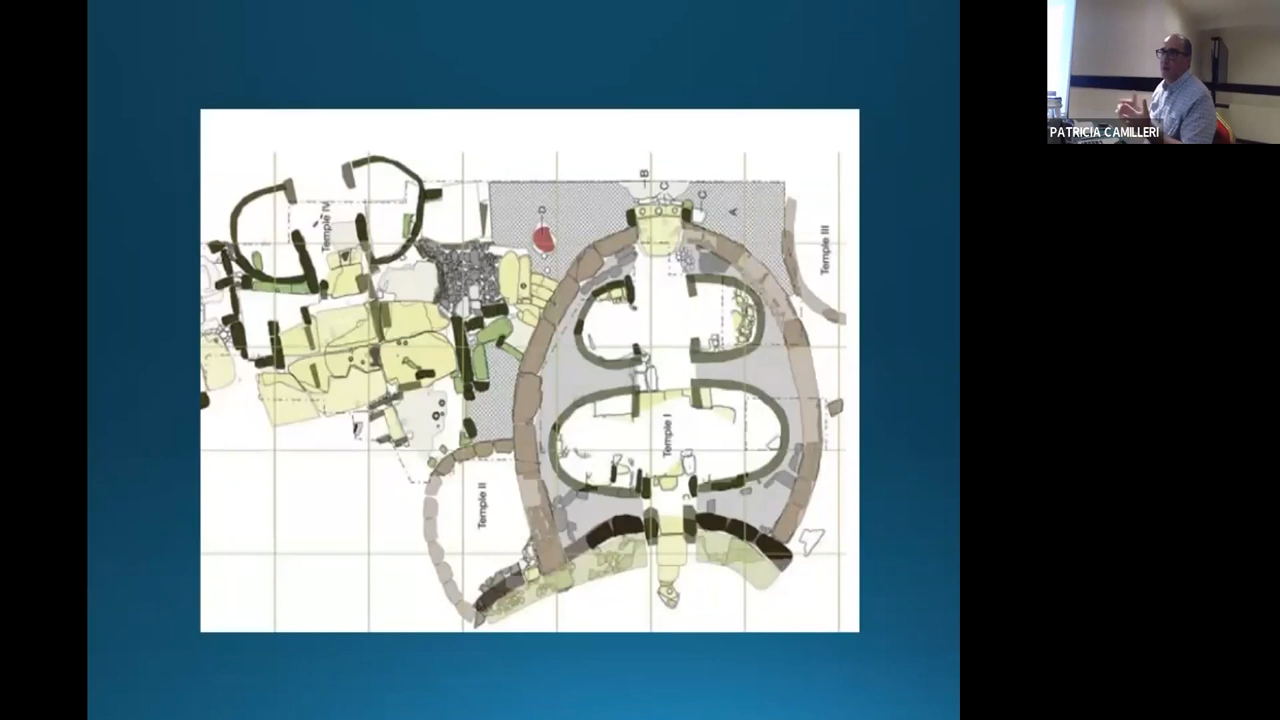 PATRICIA CAMILLERI
B
C
C
A
D
Temple IV
Temple III
Temple I
Temple II